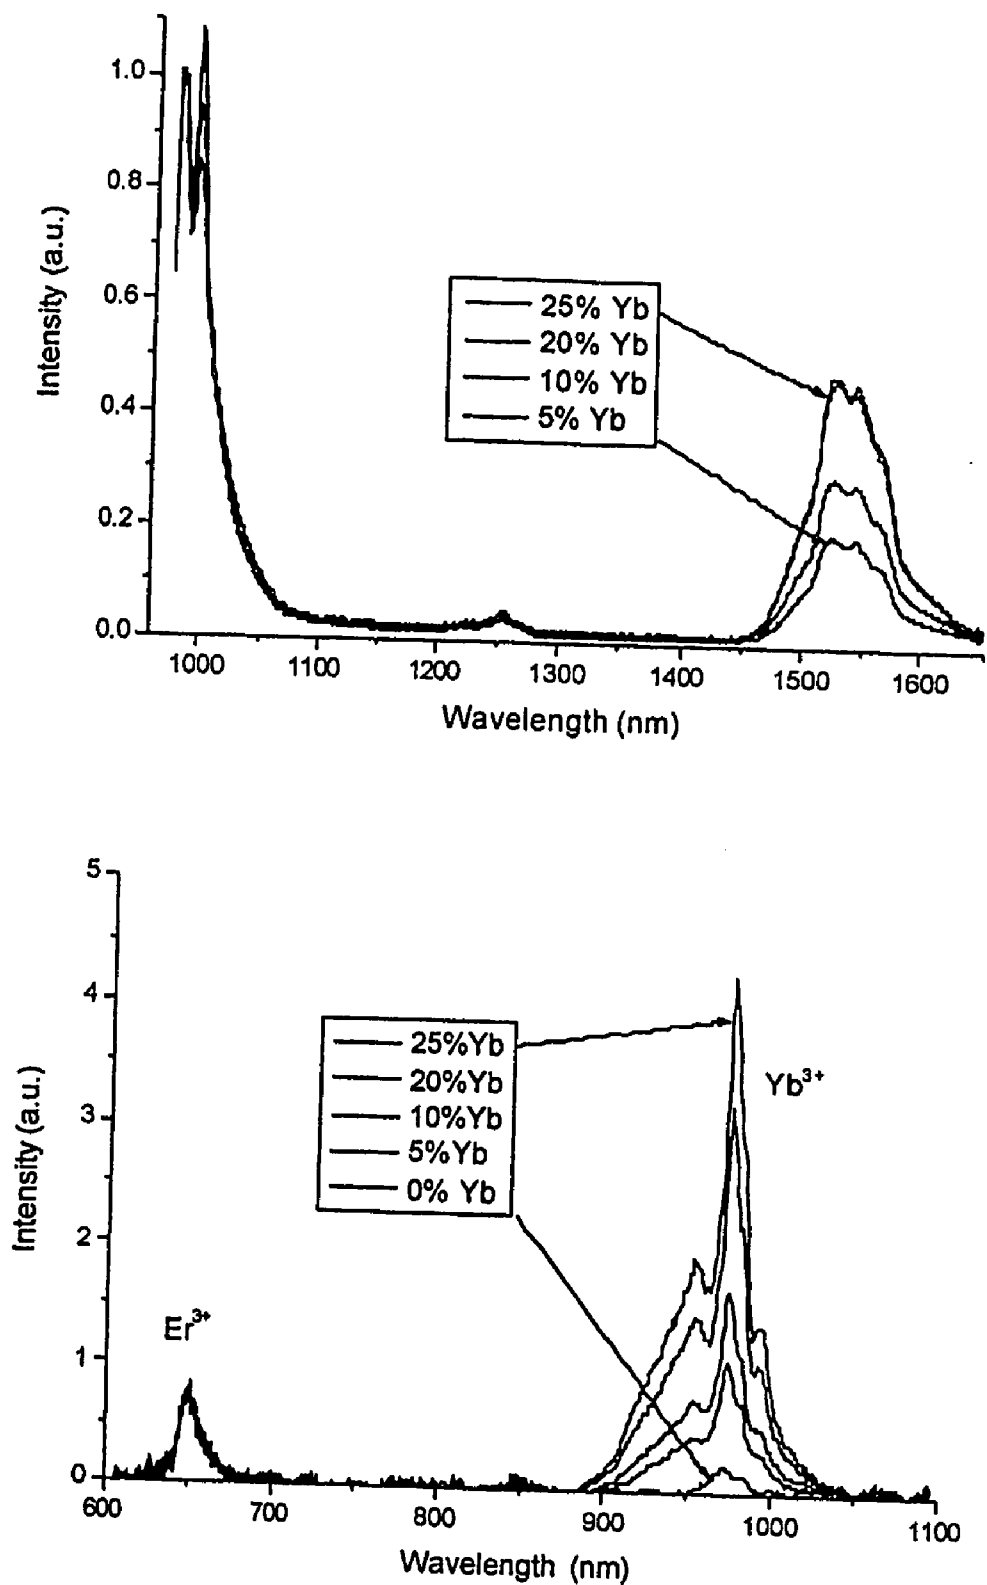 1.0
0.8
0.6
0.4
0.2
0.0
Intensity (a.u.)
25% Yb
20% Yb
10% Yb
5% Yb
1000 1100 1200 1300 1400 1500 1600
Wavelength (nm)
5
4
3
2
1
0
Intensity (a.u.)
25%Yb
20%Yb
10%Yb
5%Yb
0% Yb
Yb³⁺
Er³⁺
600 700 800 900 1000 1100
Wavelength (nm)